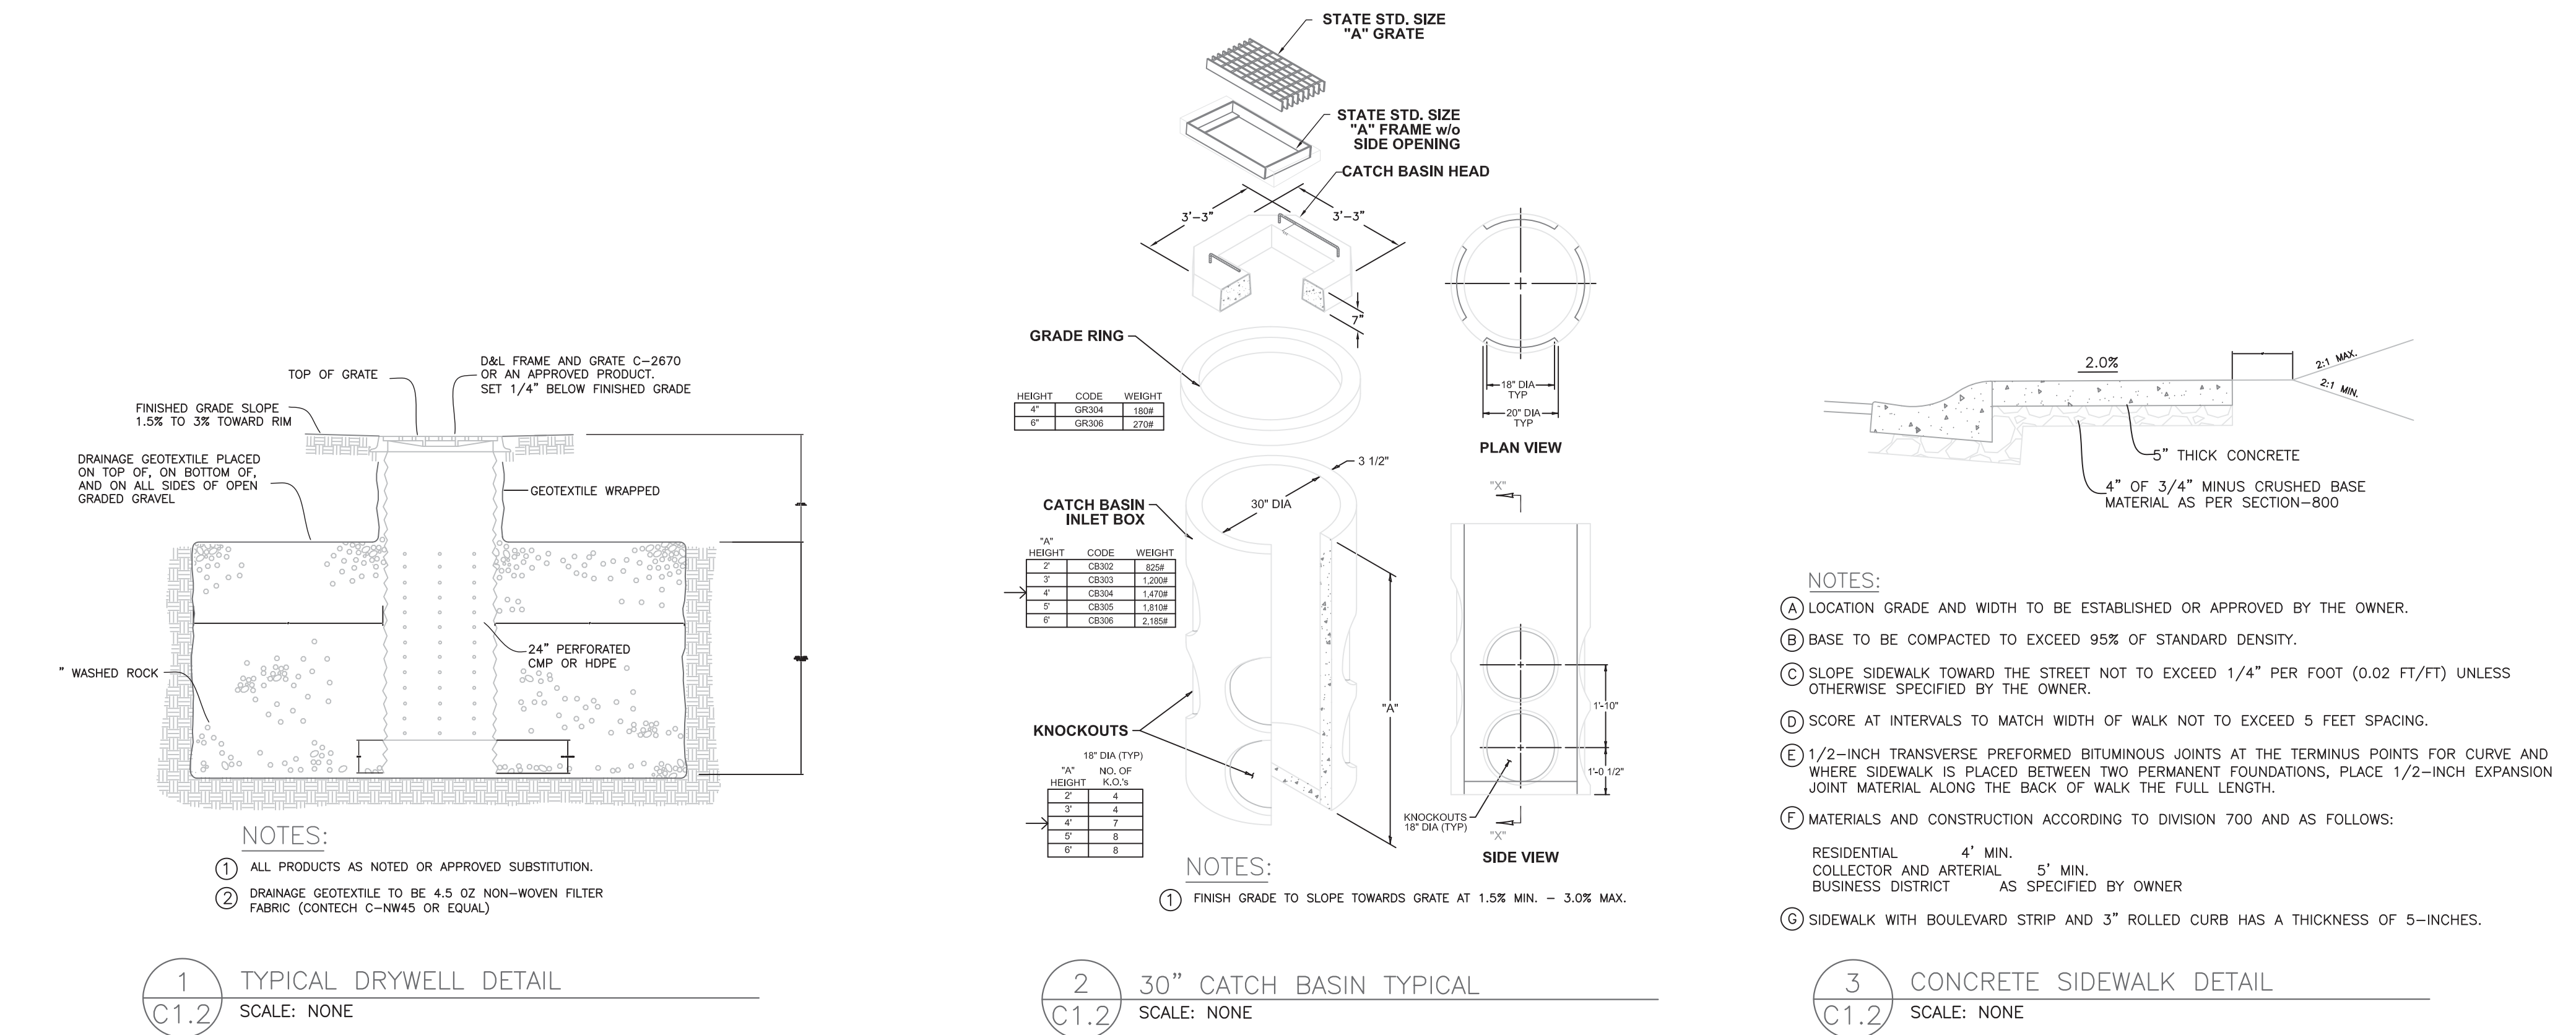 TOP OF GRATE
D&L FRAME AND GRATE C-2670
OR AN APPROVED PRODUCT.
SET 1/4" BELOW FINISHED GRADE
FINISHED GRADE SLOPE
1.5% TO 3% TOWARD RIM
DRAINAGE GEOTEXTILE PLACED
ON TOP OF, ON BOTTOM OF,
AND ON ALL SIDES OF OPEN
GRADED GRAVEL
GEOTEXTILE WRAPPED
24" PERFORATED
CMP OR HDPE
" WASHED ROCK
NOTES:
1 ALL PRODUCTS AS NOTED OR APPROVED SUBSTITUTION.
2 DRAINAGE GEOTEXTILE TO BE 4.5 OZ NON-WOVEN FILTER
FABRIC (CONTECH C-NW45 OR EQUAL)
1
C1.2
TYPICAL DRYWELL DETAIL
SCALE: NONE
STATE STD. SIZE
"A" GRATE
STATE STD. SIZE
"A" FRAME w/o
SIDE OPENING
CATCH BASIN HEAD
3'-3"
3'-3"
7"
GRADE RING
HEIGHT CODE WEIGHT
4" GR304 180#
6" GR306 270#
18" DIA
TYP
20" DIA
TYP
PLAN VIEW
3 1/2"
30" DIA
CATCH BASIN
INLET BOX
"A"
HEIGHT CODE WEIGHT
2' CB302 825#
3' CB303 1,200#
4' CB304 1,470#
5' CB305 1,810#
6' CB306 2,185#
"A"
KNOCKOUTS
18" DIA (TYP)
"A" NO. OF
HEIGHT K.O.'s
2' 4
3' 4
4' 7
5' 8
6' 8
"X"
1'-10"
1'-0 1/2"
KNOCKOUTS
18" DIA (TYP)
"X"
SIDE VIEW
NOTES:
1 FINISH GRADE TO SLOPE TOWARDS GRATE AT 1.5% MIN. - 3.0% MAX.
2
C1.2
30" CATCH BASIN TYPICAL
SCALE: NONE
2.0%
2:1 MAX.
2:1 MIN.
5" THICK CONCRETE
4" OF 3/4" MINUS CRUSHED BASE
MATERIAL AS PER SECTION-800
NOTES:
A LOCATION GRADE AND WIDTH TO BE ESTABLISHED OR APPROVED BY THE OWNER.
B BASE TO BE COMPACTED TO EXCEED 95% OF STANDARD DENSITY.
C SLOPE SIDEWALK TOWARD THE STREET NOT TO EXCEED 1/4" PER FOOT (0.02 FT/FT) UNLESS
OTHERWISE SPECIFIED BY THE OWNER.
D SCORE AT INTERVALS TO MATCH WIDTH OF WALK NOT TO EXCEED 5 FEET SPACING.
E 1/2-INCH TRANSVERSE PREFORMED BITUMINOUS JOINTS AT THE TERMINUS POINTS FOR CURVE AND
WHERE SIDEWALK IS PLACED BETWEEN TWO PERMANENT FOUNDATIONS, PLACE 1/2-INCH EXPANSION
JOINT MATERIAL ALONG THE BACK OF WALK THE FULL LENGTH.
F MATERIALS AND CONSTRUCTION ACCORDING TO DIVISION 700 AND AS FOLLOWS:
RESIDENTIAL 4' MIN.
COLLECTOR AND ARTERIAL 5' MIN.
BUSINESS DISTRICT AS SPECIFIED BY OWNER
G SIDEWALK WITH BOULEVARD STRIP AND 3" ROLLED CURB HAS A THICKNESS OF 5-INCHES.
3
C1.2
CONCRETE SIDEWALK DETAIL
SCALE: NONE